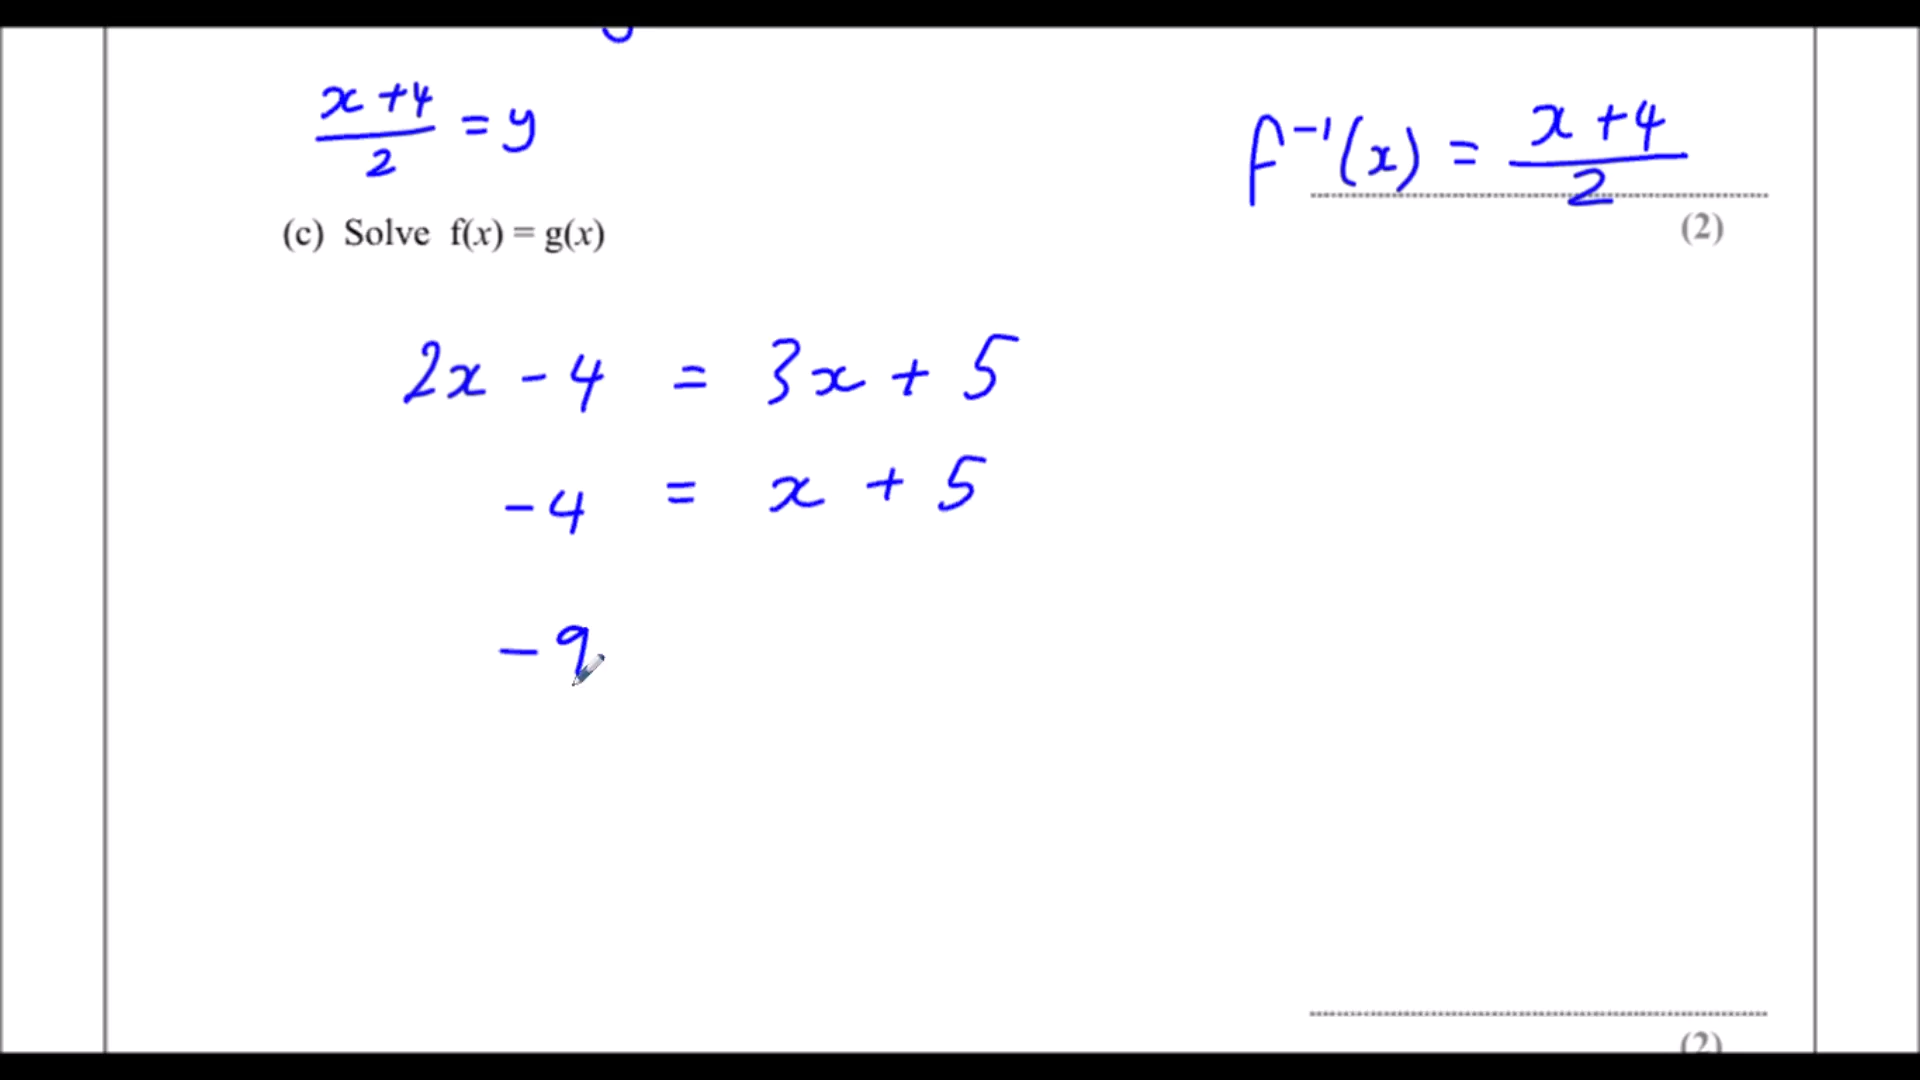 x + 4 / 2 = y
f⁻¹(x) = x + 4 / 2
(2)
(c) Solve f(x) = g(x)
2x - 4 = 3x + 5
-4 = x + 5
-9
(2)